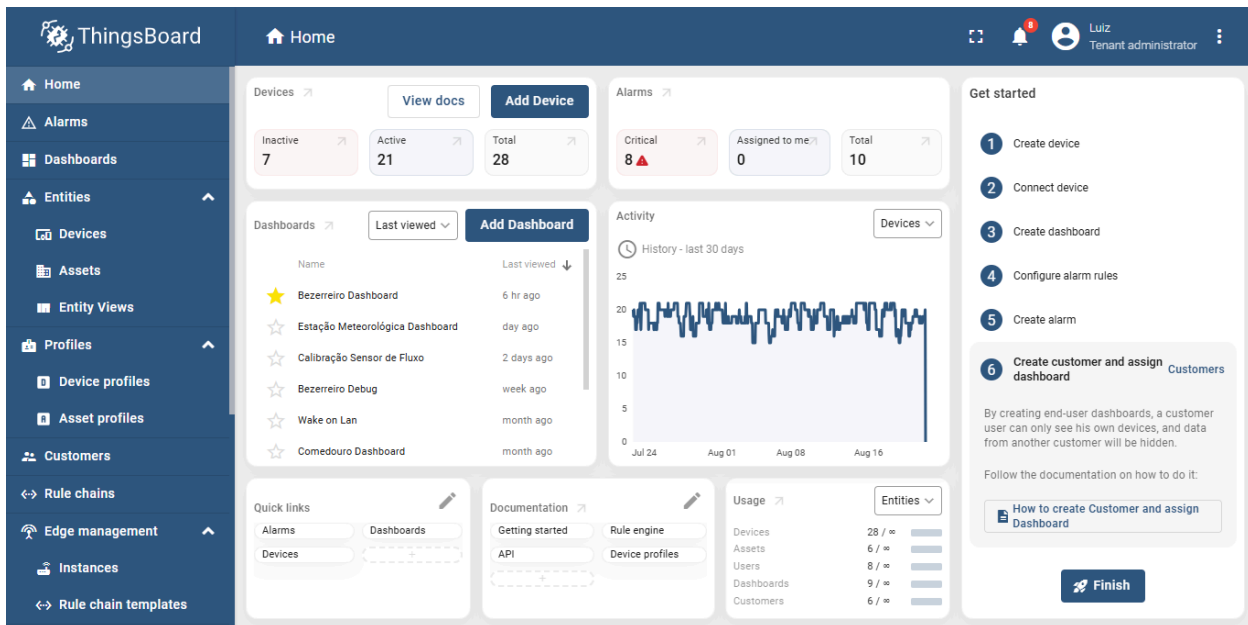 ThingsBoard
Home
8
Luiz
Tenant administrator
Home
Alarms
Dashboards
Entities
Devices
Assets
Entity Views
Profiles
Device profiles
Asset profiles
Customers
Rule chains
Edge management
Instances
Rule chain templates
Devices
View docs
Add Device
Inactive
7
Active
21
Total
28
Alarms
Critical
8
Assigned to me
0
Total
10
Dashboards
Last viewed
Add Dashboard
Name Last viewed
Bezerreiro Dashboard 6 hr ago
Estação Meteorológica Dashboard day ago
Calibração Sensor de Fluxo 2 days ago
Bezerreiro Debug week ago
Wake on Lan month ago
Comedouro Dashboard month ago
Activity
Devices
History - last 30 days
25
20
15
10
5
0
Jul 24 Aug 01 Aug 08 Aug 16
Quick links
Alarms Dashboards
Devices +
Documentation
Getting started Rule engine
API Device profiles
+
Usage
Entities
Devices 28 / ∞
Assets 6 / ∞
Users 8 / ∞
Dashboards 9 / ∞
Customers 6 / ∞
Get started
1 Create device
2 Connect device
3 Create dashboard
4 Configure alarm rules
5 Create alarm
6 Create customer and assign
dashboard
Customers
By creating end-user dashboards, a customer
user can only see his own devices, and data
from another customer will be hidden.
Follow the documentation on how to do it:
How to create Customer and assign
Dashboard
Finish